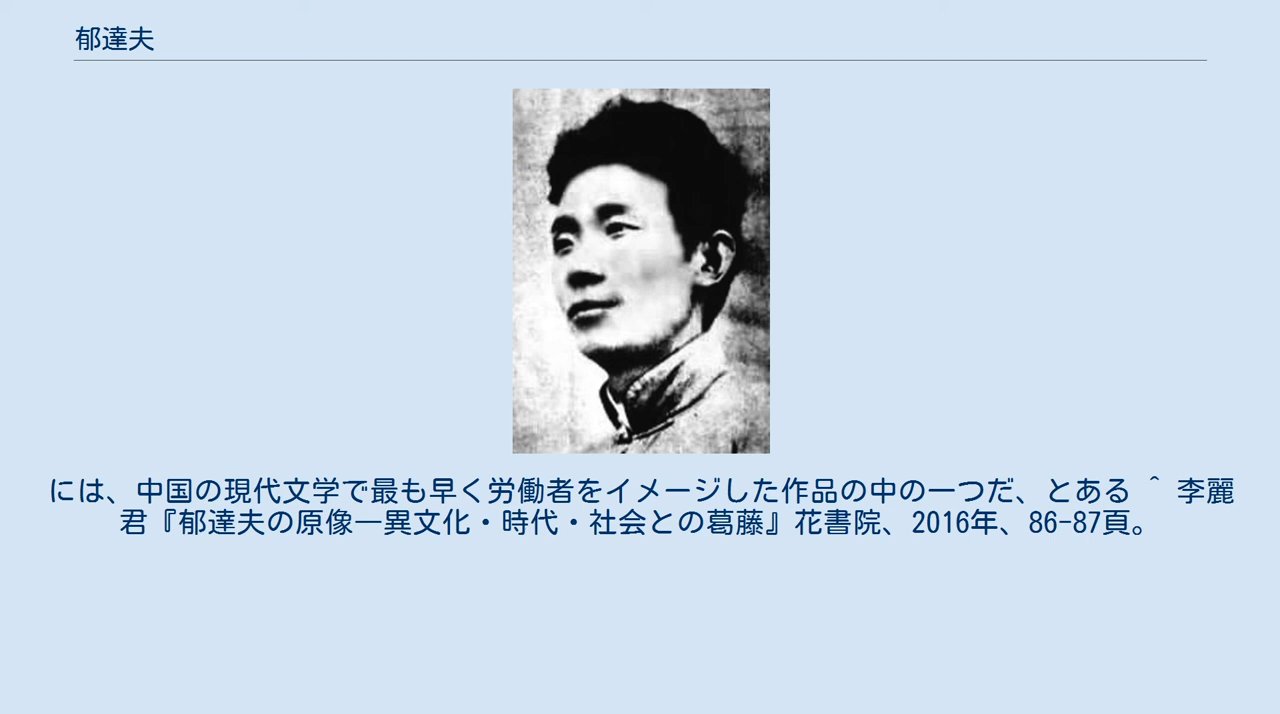 郁達夫
には、中国の現代文学で最も早く労働者をイメージした作品の中の一つだ、とある ^ 李麗
君『郁達夫の原像―異文化・時代・社会との葛藤』花書院、2016年、86-87頁。